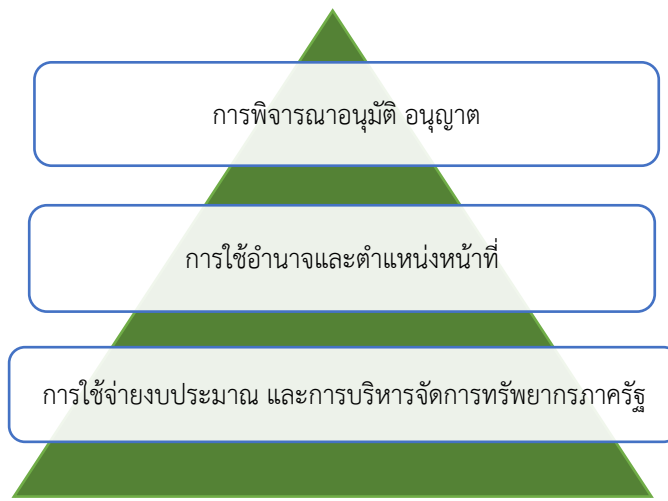 การพิจารณาอนุมัติ อนุญาต
การใช้อำนาจและตำแหน่งหน้าที่
การใช้จ่ายงบประมาณ และการบริหารจัดการทรัพยากรภาครัฐ